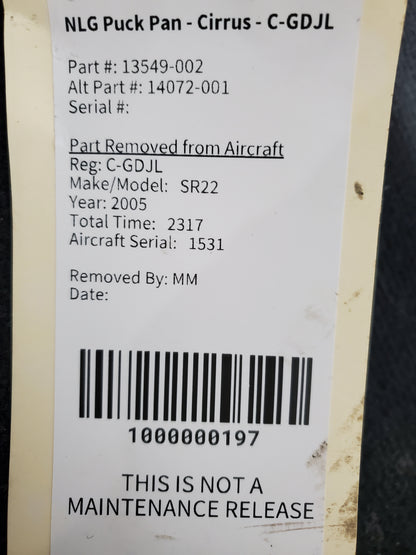 NLG Puck Pan - Cirrus - C-GDJL
Part #: 13549-002
Alt Part #: 14072-001
Serial #:
Part Removed from Aircraft
Reg: C-GDJL
Make/Model: SR22
Year: 2005
Total Time: 2317
Aircraft Serial: 1531
Removed By: MM
Date:
1000000197
THIS IS NOT A
MAINTENANCE RELEASE